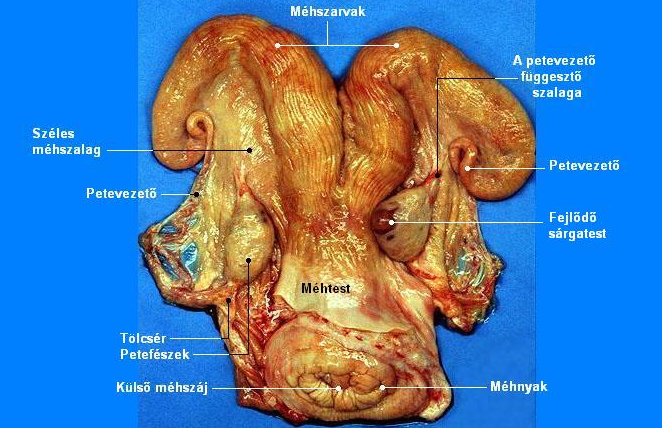 Méhszarvak
A petevezető
függesztő
szalaga
Széles
méhszalag
Petevezető
Petevezető
Fejlődő
sárgatest
Méhtest
Tölcsér
Petefészek
Külső méhszáj
Méhnyak